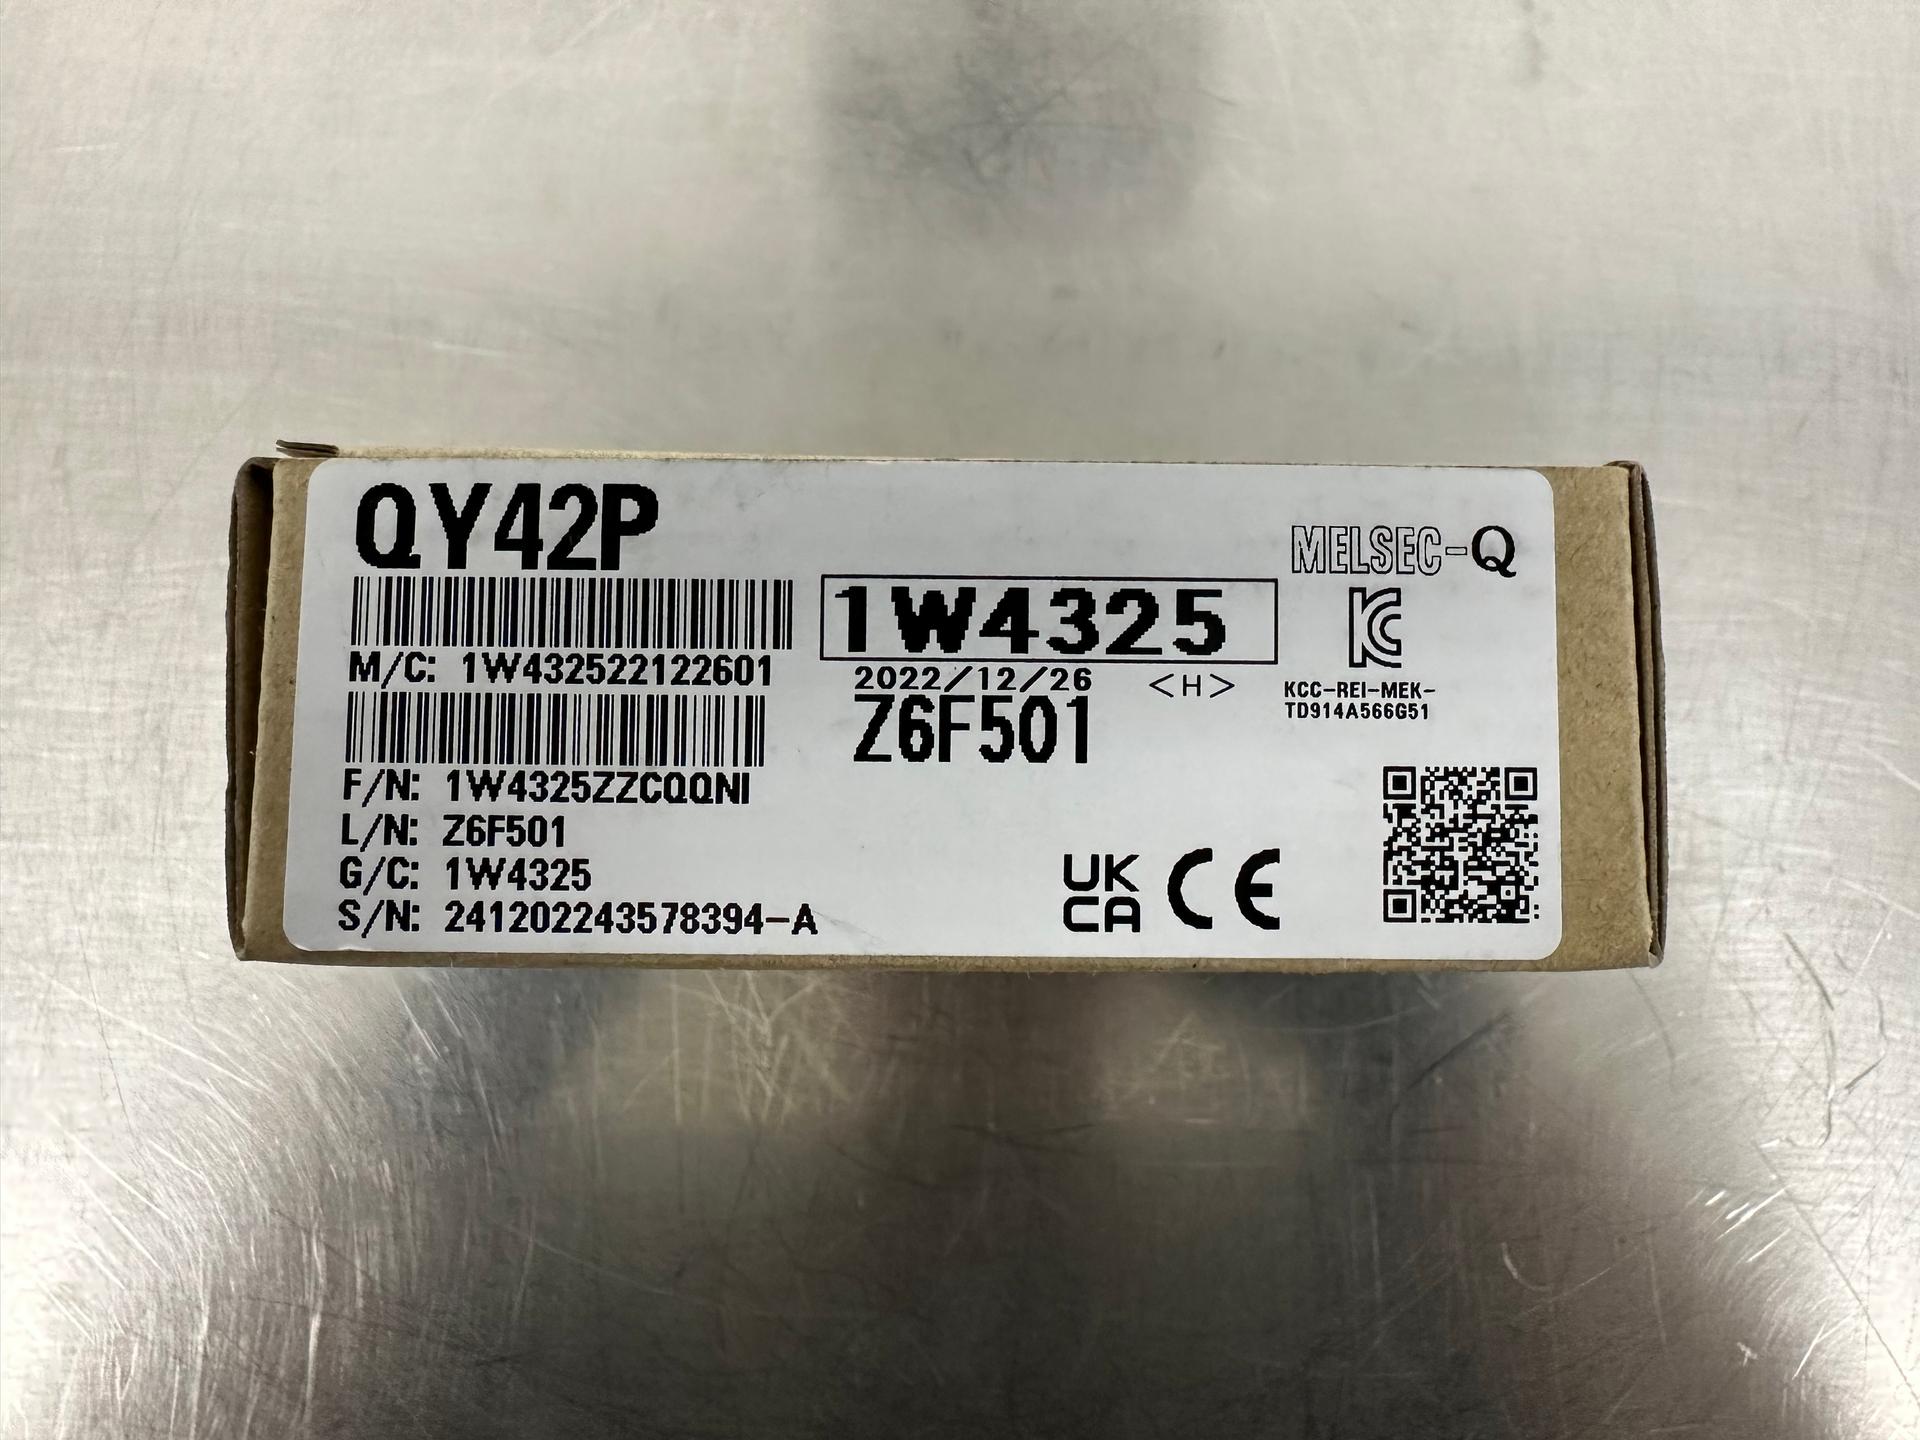 QY42P
MELSEC-Q
1W4325
M/C: 1W432522122601
2022/12/26 <H>
KCC-REI-MEK-
TD914A566G51
Z6F501
F/N: 1W4325ZZCQQNI
L/N: Z6F501
G/C: 1W4325
S/N: 241202243578394-A
UK
CA
CE